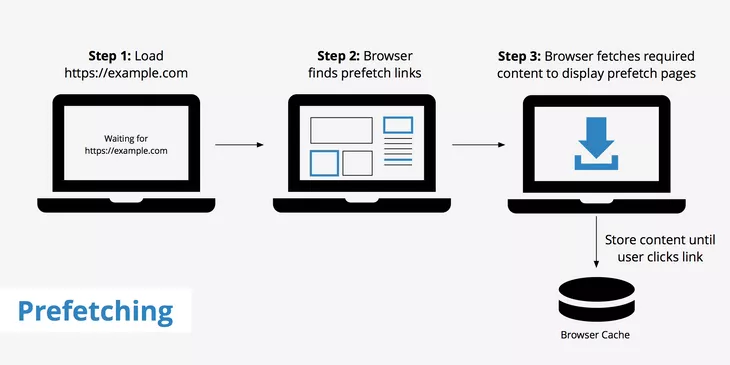 Step 1: Load
https://example.com
Step 2: Browser
finds prefetch links
Step 3: Browser fetches required
content to display prefetch pages
Waiting for
https://example.com
Store content until
user clicks link
Prefetching
Browser Cache